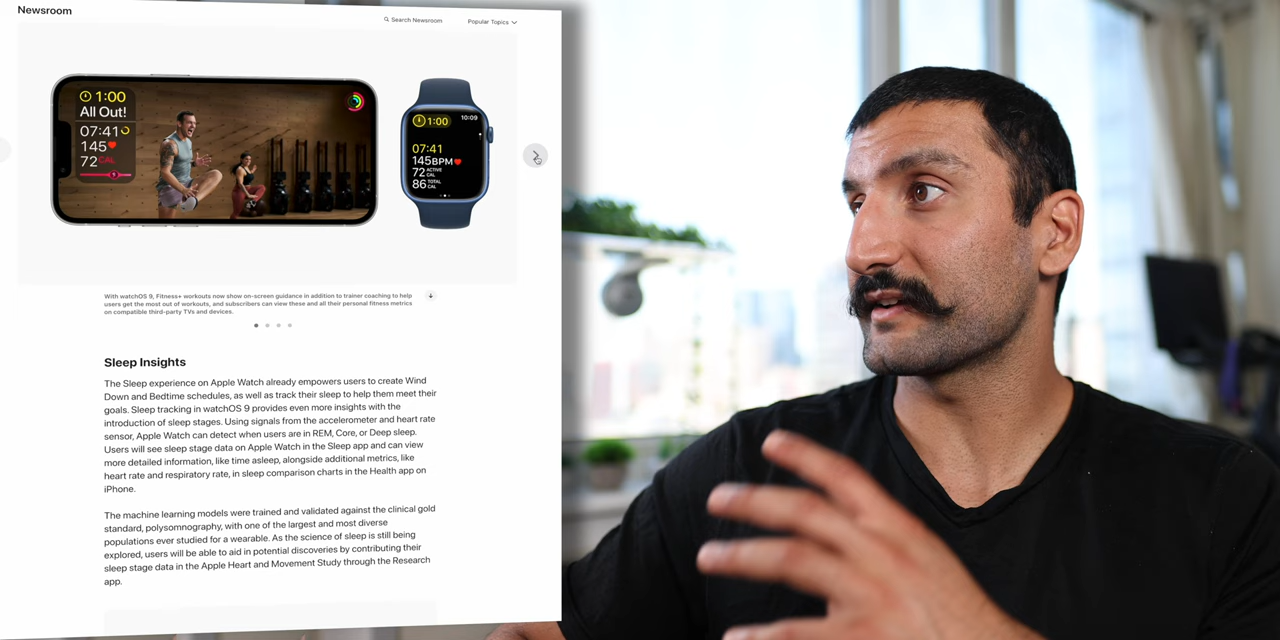 Newsroom
Search Newsroom
Popular Topics
1:00
All Out!
07:41
145
72 CAL
1:00
10:09
07:41
145BPM
72 ACTIVE CAL
86 TOTAL CAL
With watchOS 9, Fitness+ workouts now show on-screen guidance in addition to trainer coaching to help
users get the most out of workouts, and subscribers can view these and all their personal fitness metrics
on compatible third-party TVs and devices.
Sleep Insights
The Sleep experience on Apple Watch already empowers users to create Wind
Down and Bedtime schedules, as well as track their sleep to help them meet their
goals. Sleep tracking in watchOS 9 provides even more insights with the
introduction of sleep stages. Using signals from the accelerometer and heart rate
sensor, Apple Watch can detect when users are in REM, Core, or Deep sleep.
Users will see sleep stage data on Apple Watch in the Sleep app and can view
more detailed information, like time asleep, alongside additional metrics, like
heart rate and respiratory rate, in sleep comparison charts in the Health app on
iPhone.
The machine learning models were trained and validated against the clinical gold
standard, polysomnography, with one of the largest and most diverse
populations ever studied for a wearable. As the science of sleep is still being
explored, users will be able to aid in potential discoveries by contributing their
sleep stage data in the Apple Heart and Movement Study through the Research
app.